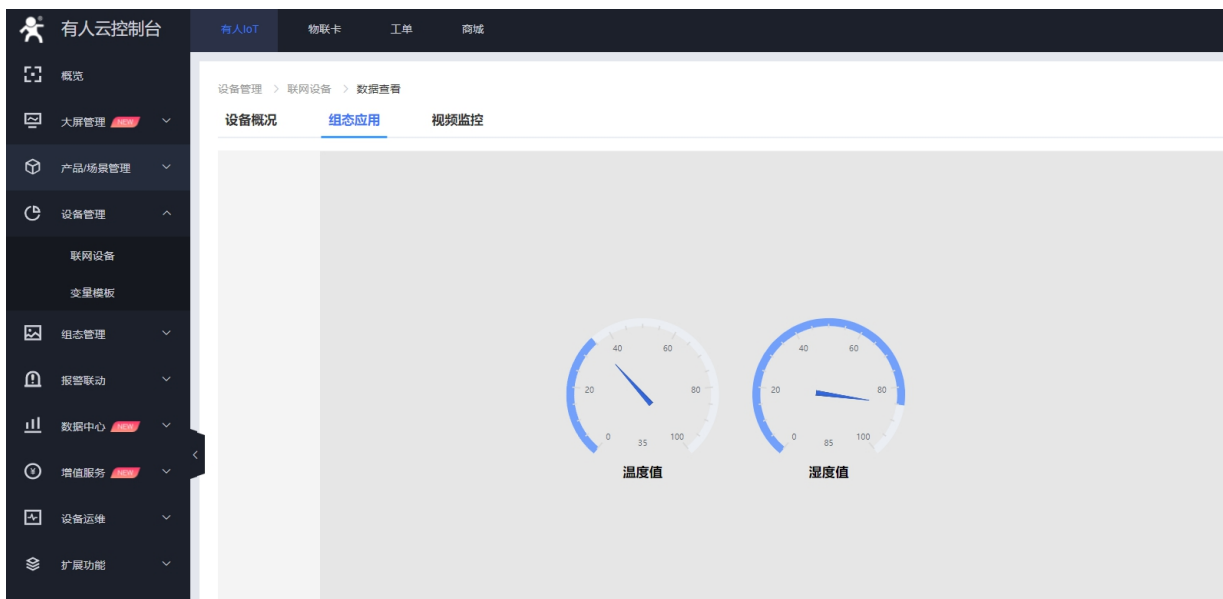 有人云控制台
有人IoT 物联卡 工单 商城
概览
大屏管理 NEW
产品/场景管理
设备管理
联网设备
变量模板
组态管理
报警联动
数据中心 NEW
增值服务 NEW
设备运维
扩展功能
设备管理 > 联网设备 > 数据查看
设备概况 组态应用 视频监控
40 60
20 80
0 35 100
温度值
40 60
20 80
0 85 100
湿度值